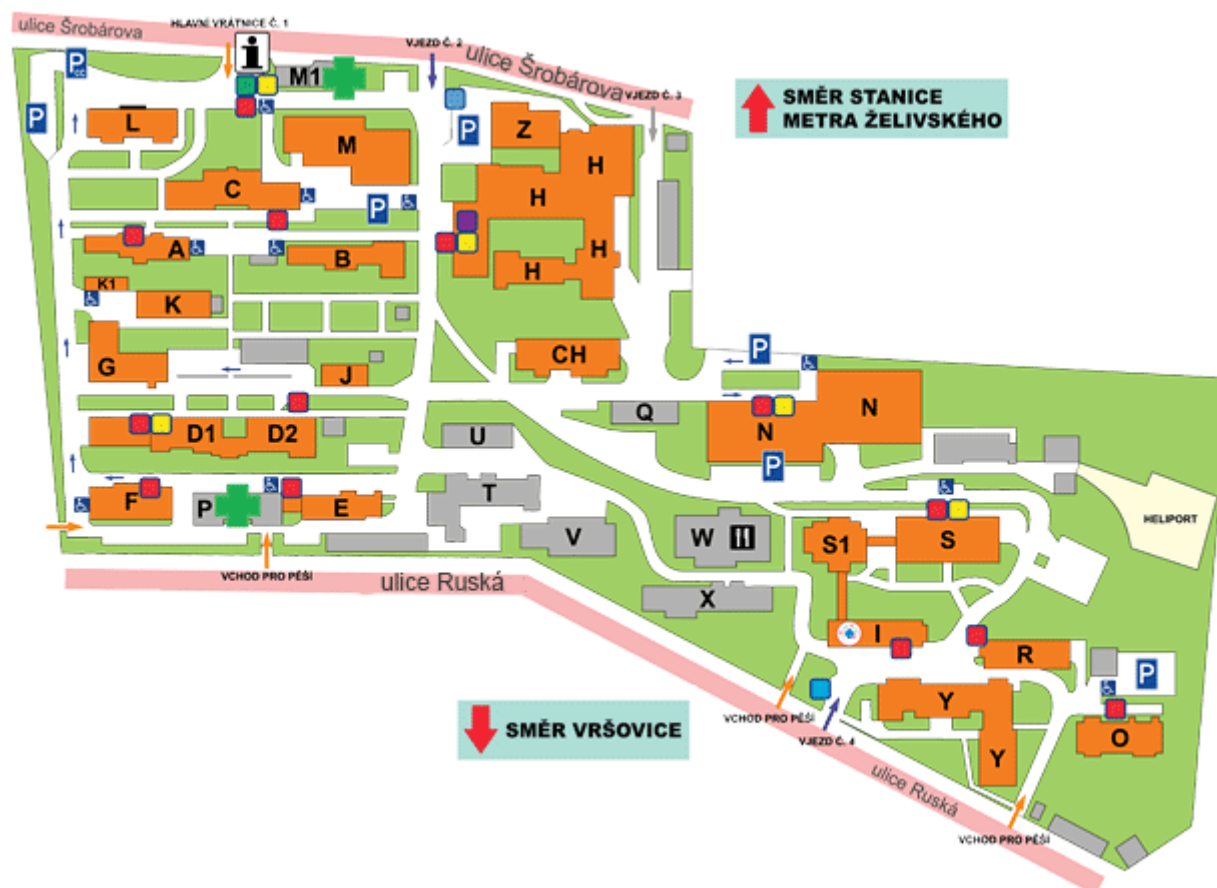 ulice Šrobárova
HLAVNÍ VRÁTNICE Č. 1
VJEZD Č. 2
ulice Šrobárova
VJEZD Č. 3
SMĚR STANICE
METRA ŽELIVSKÉHO
P
Pcc
M1
P
L
M
P
Z
H
C
P
H
A
B
H
H
K1
K
G
J
CH
P
Q
N
N
D1
D2
U
P
F
P
E
T
V
W
S1
S
HELIPORT
VCHOD PRO PĚŠÍ
ulice Ruská
X
I
R
P
Y
O
Y
SMĚR VRŠOVICE
VCHOD PRO PĚŠÍ
VJEZD Č. 4
ulice Ruská
VCHOD PRO PĚŠÍ